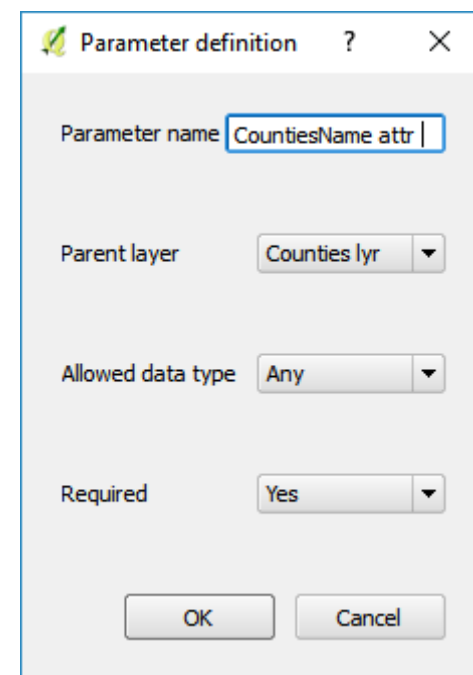 Parameter definition ? ×
Parameter name CountiesName attr
Parent layer Counties lyr
Allowed data type Any
Required Yes
OK Cancel